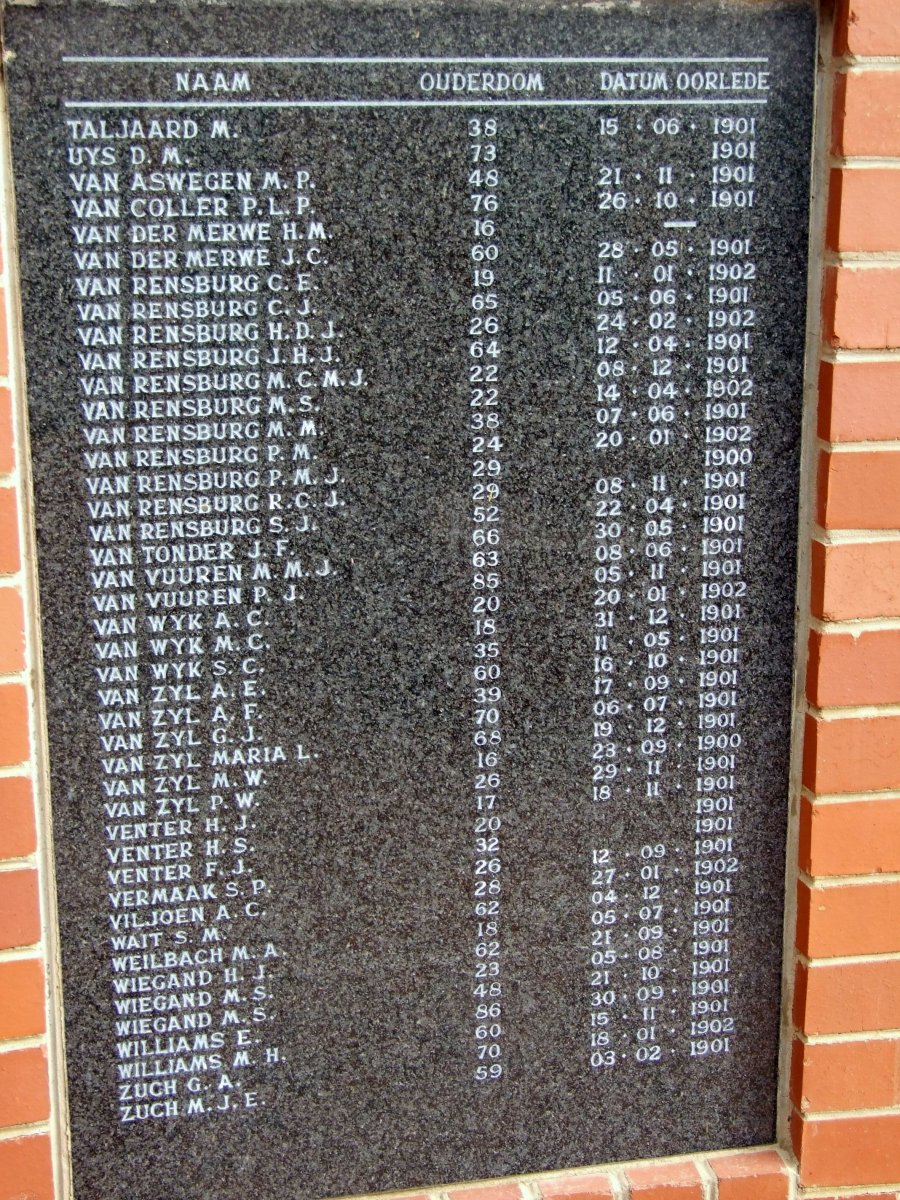 NAAM OUDERDOM DATUM OORLEDE
TALJAARD M. 38 15 · 06 · 1901
UYS D. M. 73 1901
VAN ASWEGEN M. P. 48 21 · 11 · 1901
VAN COLLER P. L. P. 76 26 · 10 · 1901
VAN DER MERWE H. M. 16 —
VAN DER MERWE J. C. 60 28 · 05 · 1901
VAN RENSBURG C. E. 19 11 · 01 · 1902
VAN RENSBURG C. J. 65 05 · 06 · 1901
VAN RENSBURG H. D. J. 26 24 · 02 · 1902
VAN RENSBURG J. H. J. 64 12 · 04 · 1901
VAN RENSBURG M. C. M. J. 22 08 · 12 · 1901
VAN RENSBURG M. S. 22 14 · 04 · 1902
VAN RENSBURG M. M. 38 07 · 06 · 1901
VAN RENSBURG P. M. 24 20 · 01 · 1902
VAN RENSBURG P. M. J. 29 1900
VAN RENSBURG R. C. J. 29 08 · 11 · 1901
VAN RENSBURG S. J. 52 22 · 04 · 1901
VAN TONDER J. F. 66 30 · 05 · 1901
VAN VUUREN M. M. J. 63 08 · 06 · 1901
VAN VUUREN P. J. 85 05 · 11 · 1901
VAN WYK A. C. 20 20 · 01 · 1902
VAN WYK M. C. 18 31 · 12 · 1901
VAN WYK S. C. 35 11 · 05 · 1901
VAN ZYL A. E. 60 16 · 10 · 1901
VAN ZYL A. F. 39 17 · 09 · 1901
VAN ZYL G. J. 70 06 · 07 · 1901
VAN ZYL MARIA L. 68 19 · 12 · 1901
VAN ZYL M. W. 16 23 · 09 · 1900
VAN ZYL P. W. 26 29 · 11 · 1901
VENTER H. J. 17 18 · 11 · 1901
VENTER H. S. 20 1901
VENTER F. J. 32 1901
VERMAAK S. P. 26 12 · 09 · 1901
VILJOEN A. C. 28 27 · 01 · 1902
WAIT S. M. 62 04 · 12 · 1901
WEILBACH M. A. 18 05 · 07 · 1901
WIEGAND H. J. 62 21 · 09 · 1901
WIEGAND M. S. 23 05 · 08 · 1901
WIEGAND M. S. 48 21 · 10 · 1901
WILLIAMS E. 86 30 · 09 · 1901
WILLIAMS M. H. 60 15 · 11 · 1901
ZUCH G. A. 70 18 · 01 · 1902
ZUCH M. J. E. 59 03 · 02 · 1901